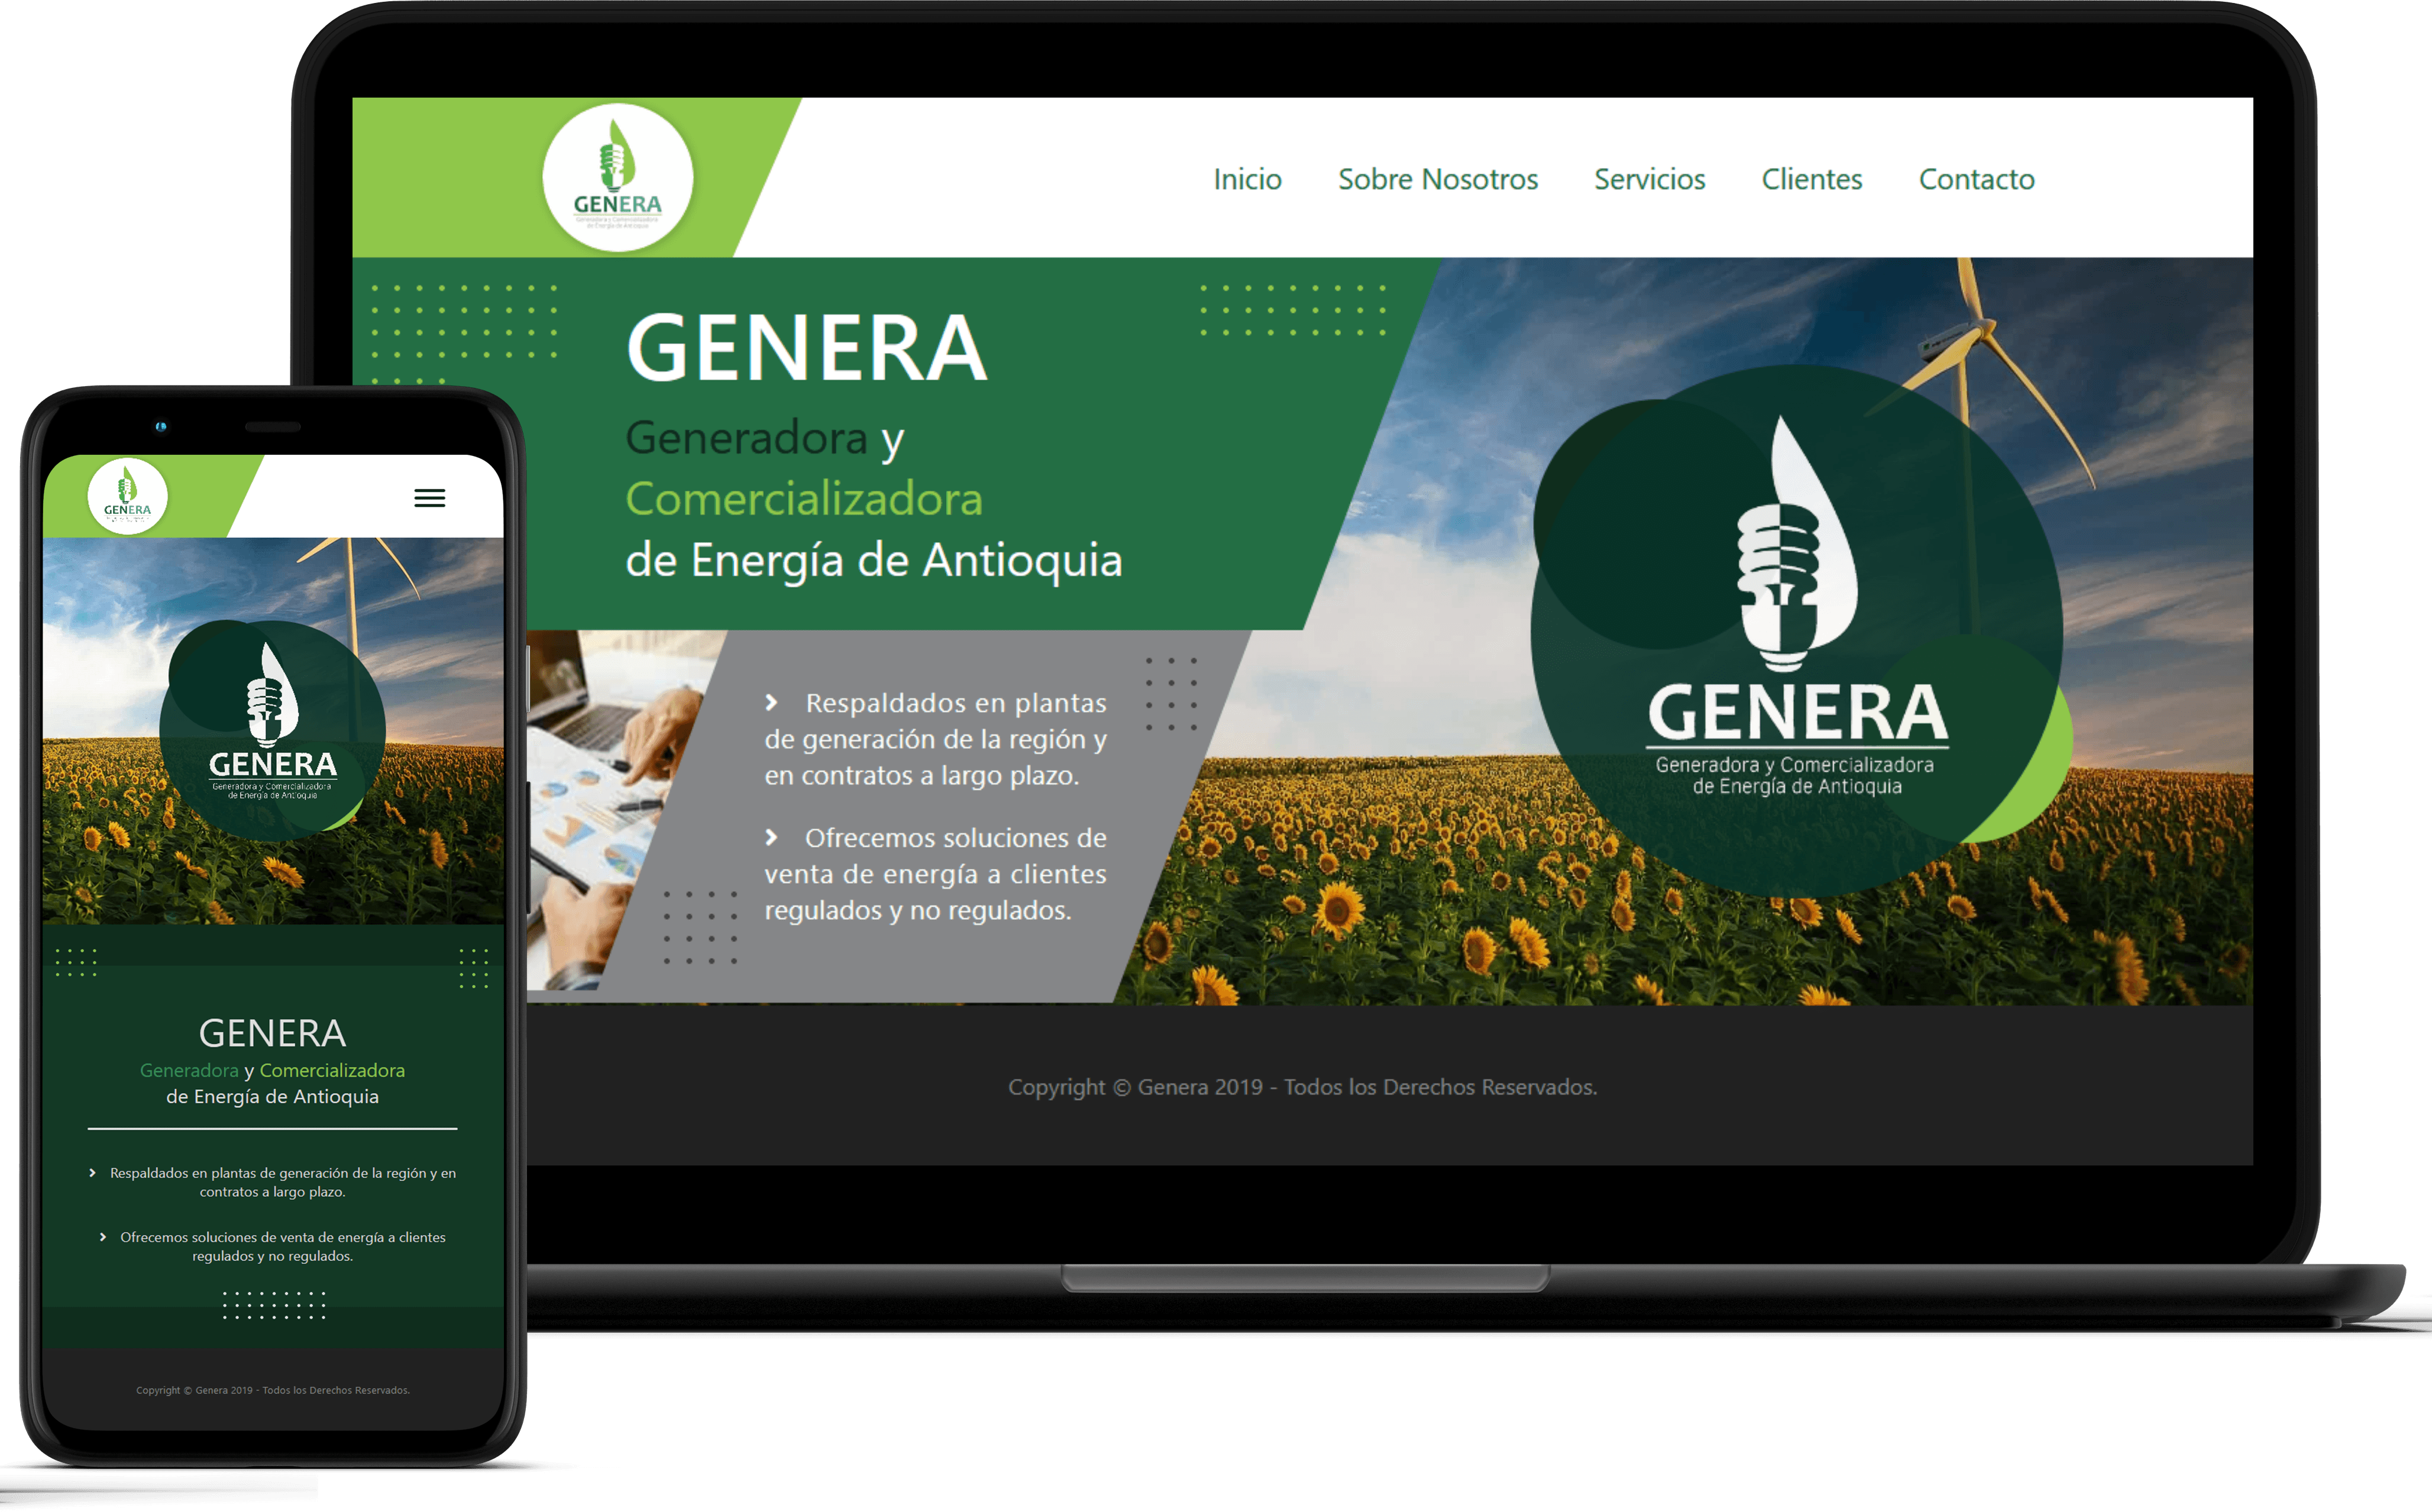 GENERA
Generadora y Comercializadora
de Energía de Antioquia
Inicio Sobre Nosotros Servicios Clientes Contacto
GENERA
Generadora y
Comercializadora
de Energía de Antioquia
Respaldados en plantas
de generación de la región y
en contratos a largo plazo.
Ofrecemos soluciones de
venta de energía a clientes
regulados y no regulados.
GENERA
Generadora y Comercializadora
de Energía de Antioquia
Copyright © Genera 2019 - Todos los Derechos Reservados.
GENERA
GENERA
Generadora y Comercializadora
de Energía de Antioquia
GENERA
Generadora y Comercializadora
de Energía de Antioquia
Respaldados en plantas de generación de la región y en
contratos a largo plazo.
Ofrecemos soluciones de venta de energía a clientes
regulados y no regulados.
Copyright © Genera 2019 - Todos los Derechos Reservados.